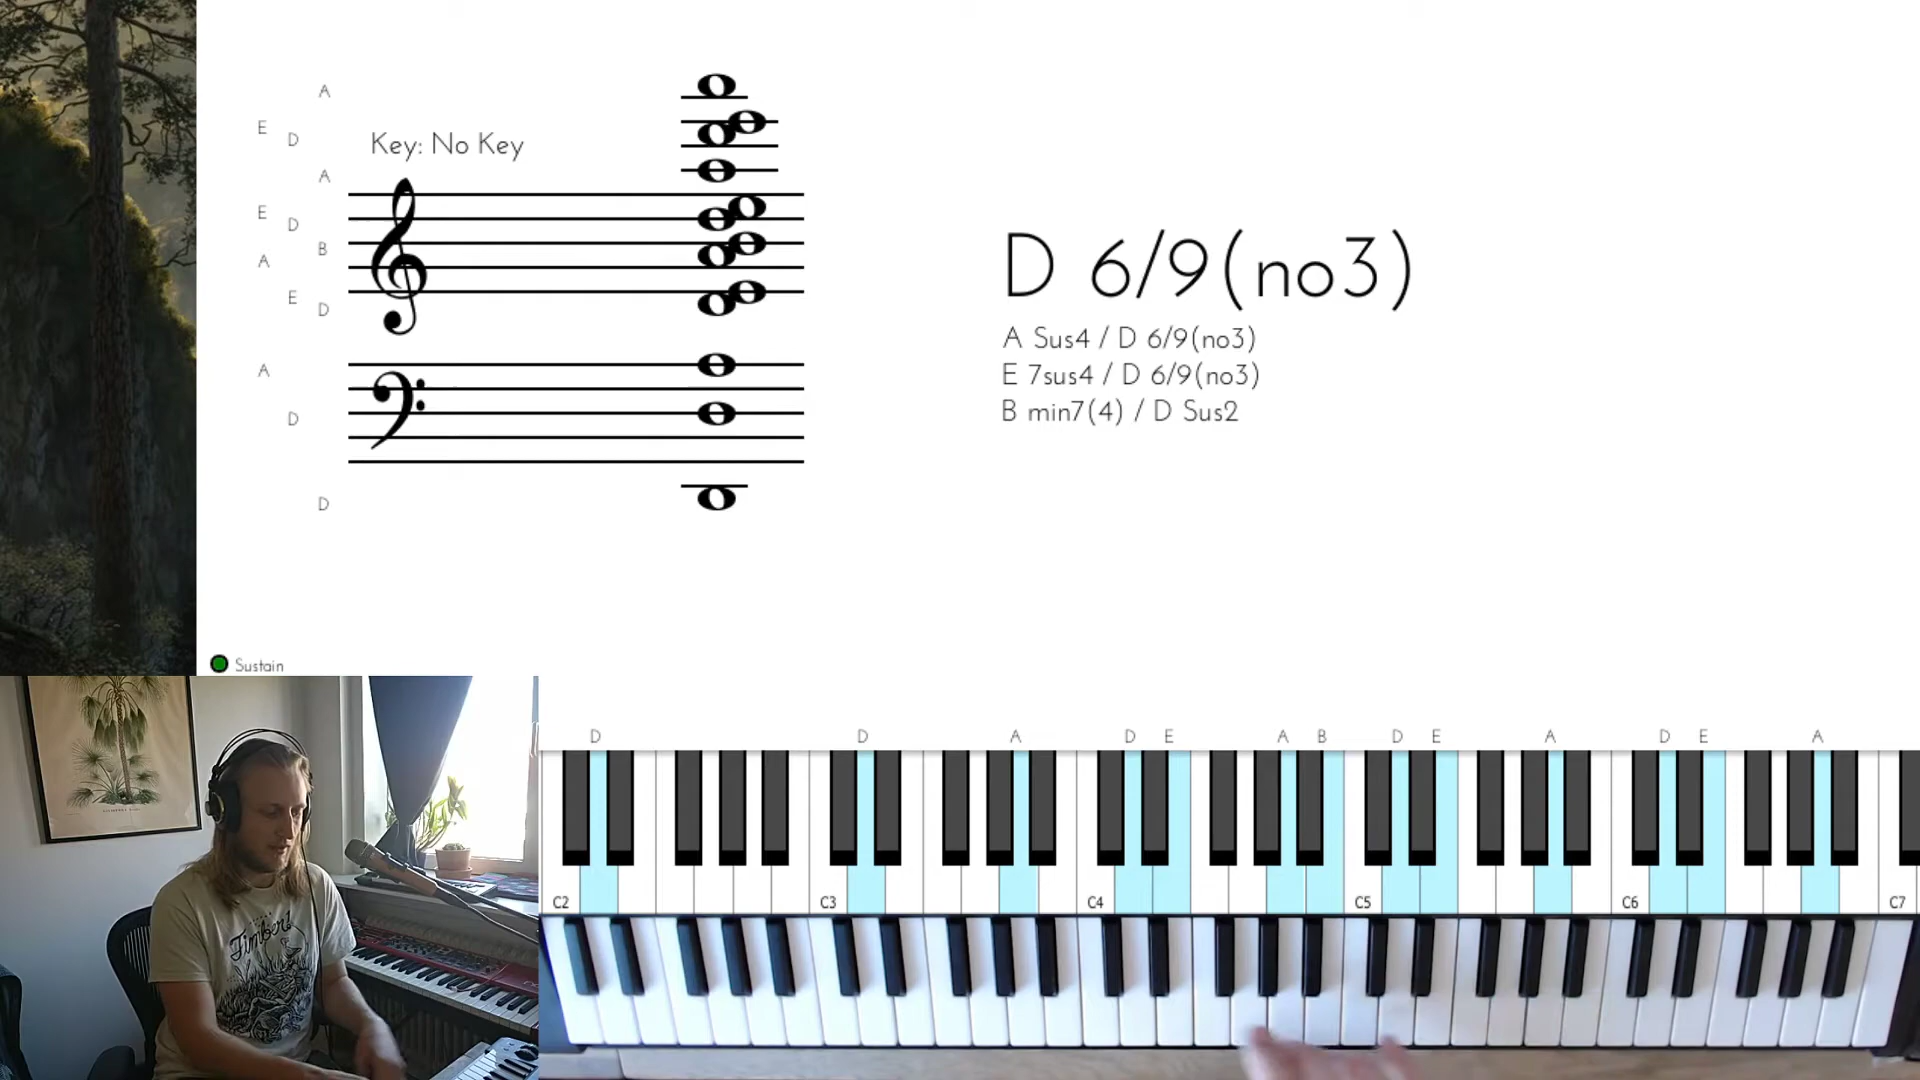 A
E
D
Key: No Key
A
E
D
B
A
E
D
A
D
D
D 6/9(no3)
A Sus4 / D 6/9(no3)
E 7sus4 / D 6/9(no3)
B min7(4) / D Sus2
Sustain
D D A D E A B D E A D E A
C2 C3 C4 C5 C6 C7
Timber!